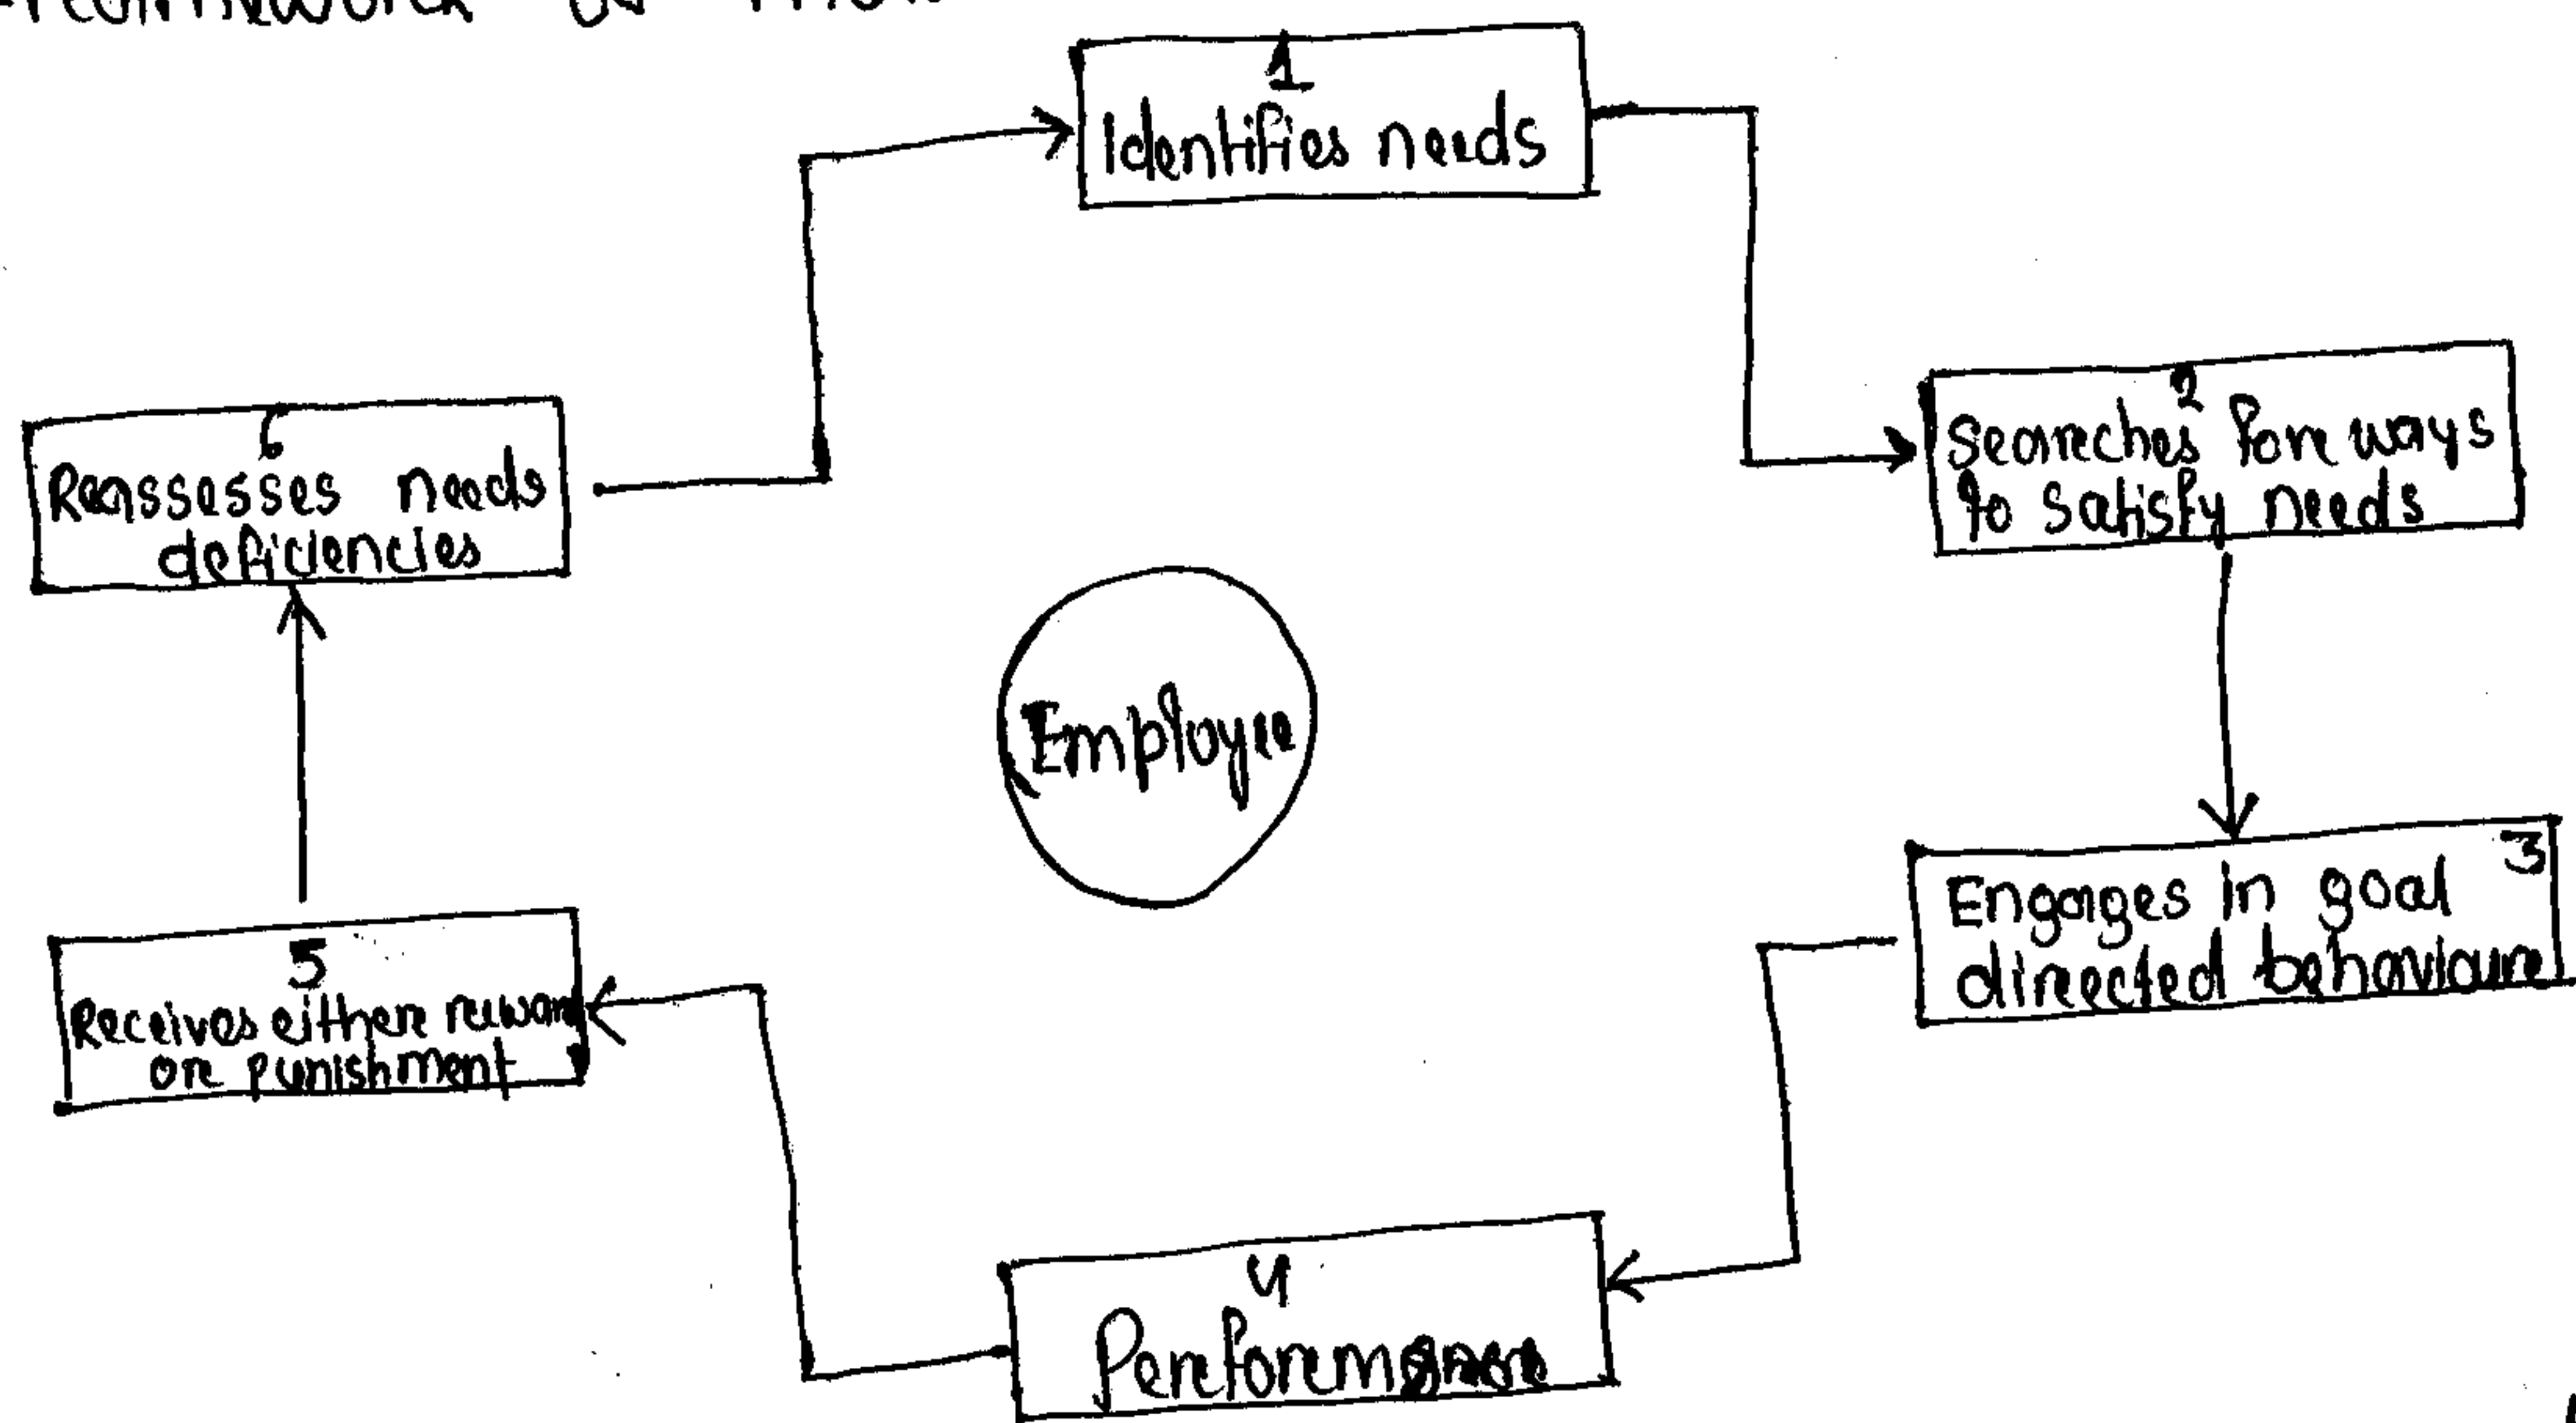 1
Identifies needs
2
Searches for ways
to satisfy needs
3
Engages in goal
directed behaviour
4
Performance
5
Receives either reward
or punishment
6
Reassesses needs
deficiencies
Employee